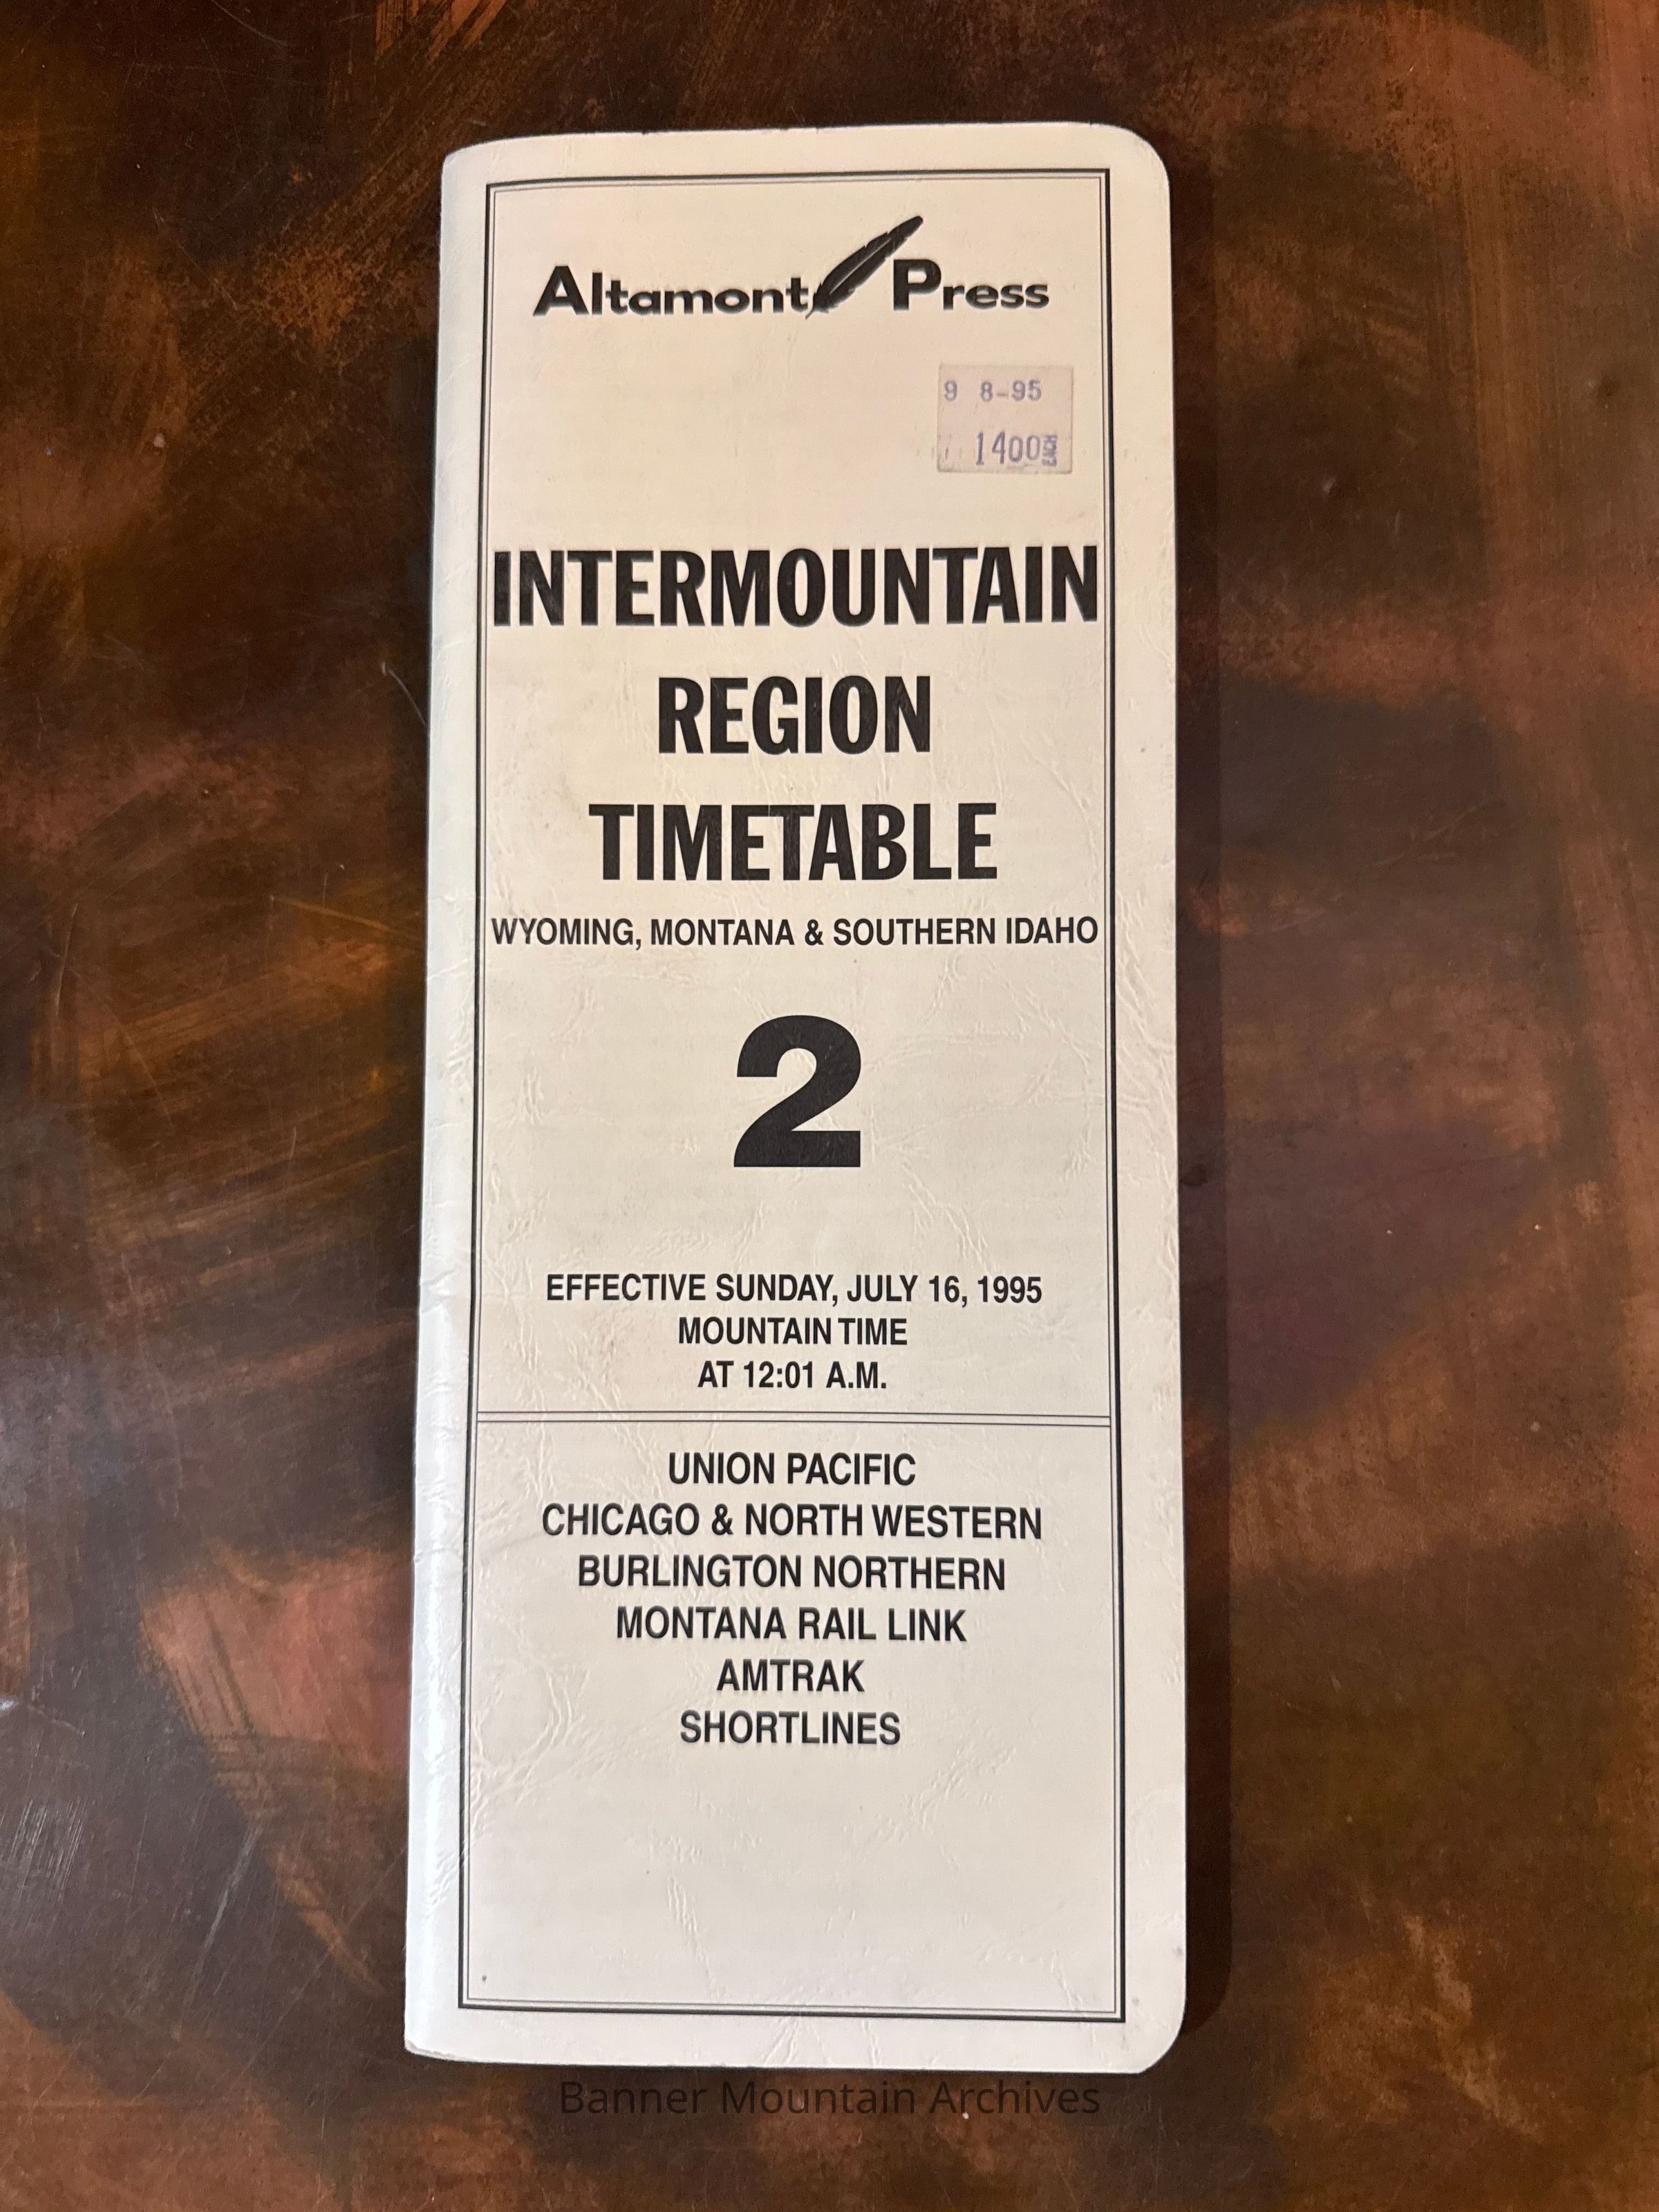 Altamont Press
9 8-95
1400 EACH
INTERMOUNTAIN
REGION
TIMETABLE
WYOMING, MONTANA & SOUTHERN IDAHO
2
EFFECTIVE SUNDAY, JULY 16, 1995
MOUNTAIN TIME
AT 12:01 A.M.
UNION PACIFIC
CHICAGO & NORTH WESTERN
BURLINGTON NORTHERN
MONTANA RAIL LINK
AMTRAK
SHORTLINES
Banner Mountain Archives